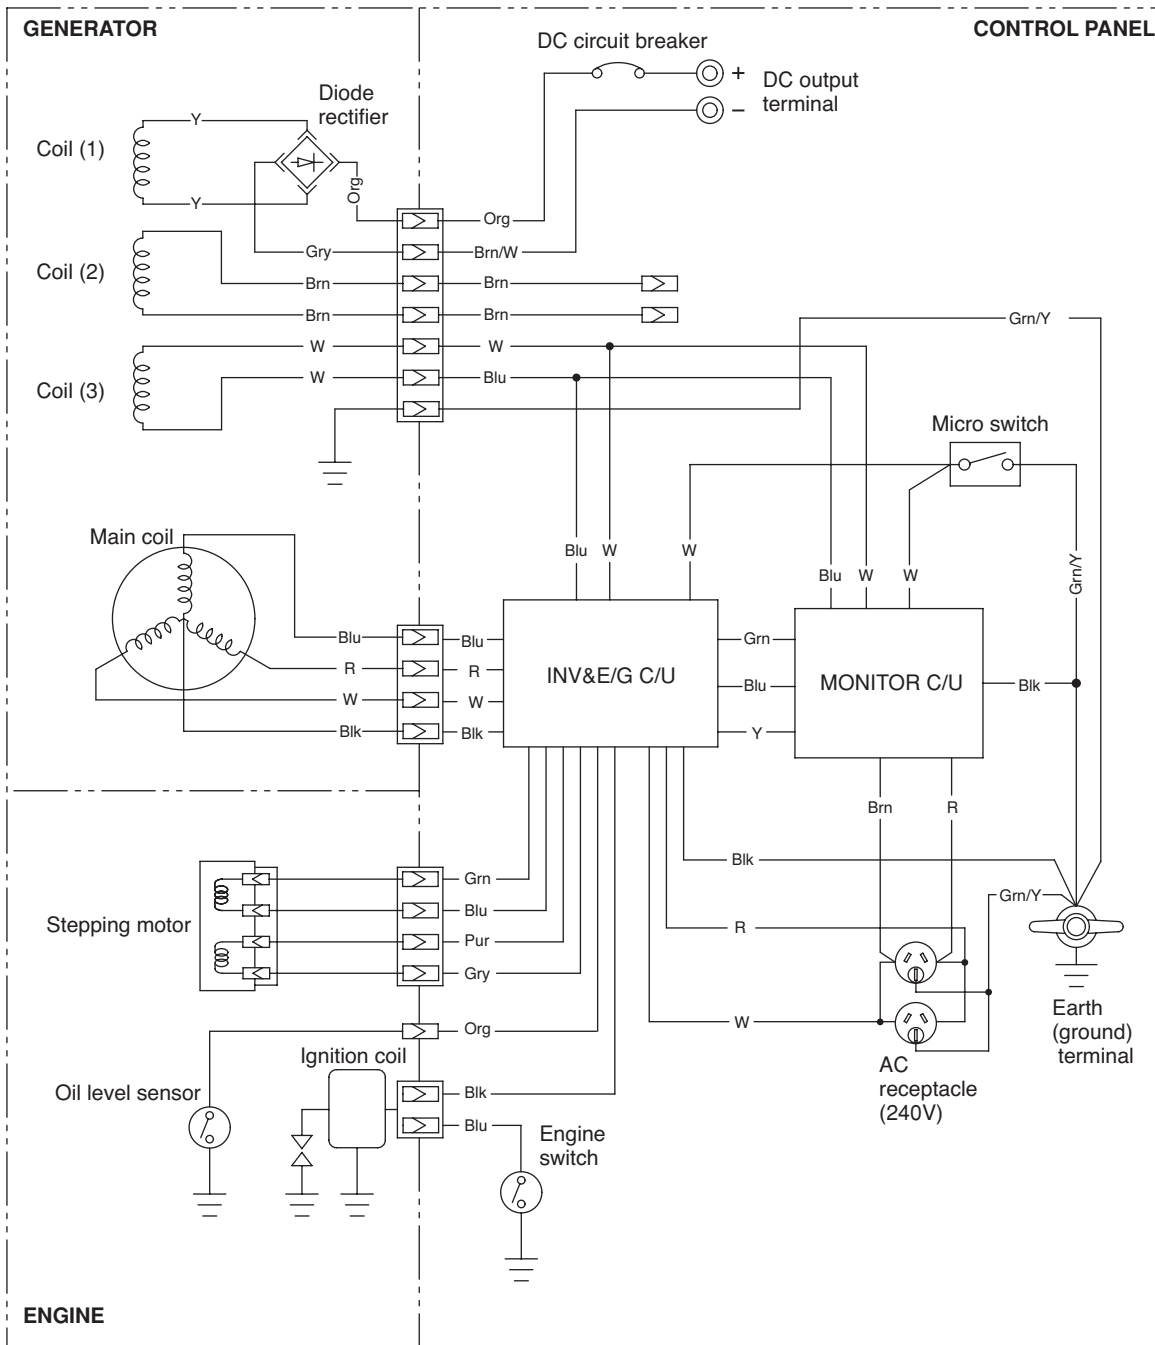 GENERATOR
CONTROL PANEL
DC circuit breaker
+
DC output
terminal
−
Diode
rectifier
Y
Coil (1)
Org
Y
Org
Gry
Brn/W
Coil (2)
Brn
Brn
Brn
Brn
Grn/Y
W
W
W
Blu
Coil (3)
Micro switch
Main coil
Blu
W
W
Blu
W
W
Grn/Y
Blu
Blu
Grn
R
R
INV&E/G C/U
MONITOR C/U
Blu
Blk
W
W
Blk
Blk
Y
Brn
R
Blk
Grn
Grn/Y
Blu
Stepping motor
R
Pur
Gry
Earth
(ground)
terminal
Org
W
Ignition coil
AC
receptacle
(240V)
Oil level sensor
Blk
Blu
Engine
switch
ENGINE